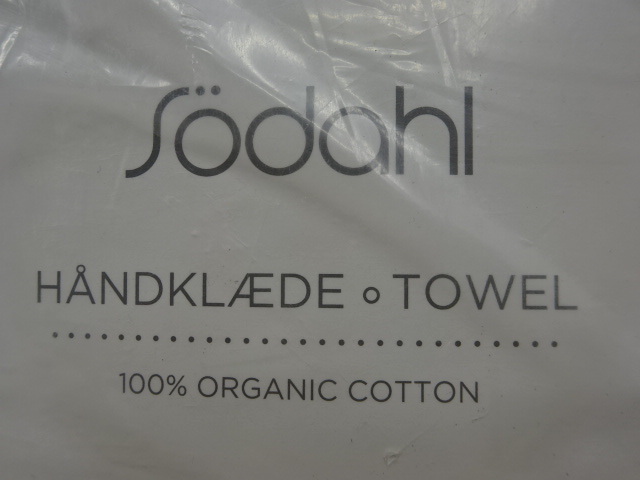 Södahl
HÅNDKLÆDE ∘ TOWEL
100% ORGANIC COTTON